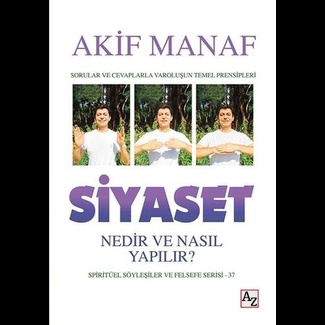 AKİF MANAF
SORULAR VE CEVAPLARLA VAROLUŞUN TEMEL PRENSİPLERİ
SİYASET
NEDİR VE NASIL
YAPILIR?
SPİRİTÜEL SÖYLEŞİLER VE FELSEFE SERİSİ - 37
AZ